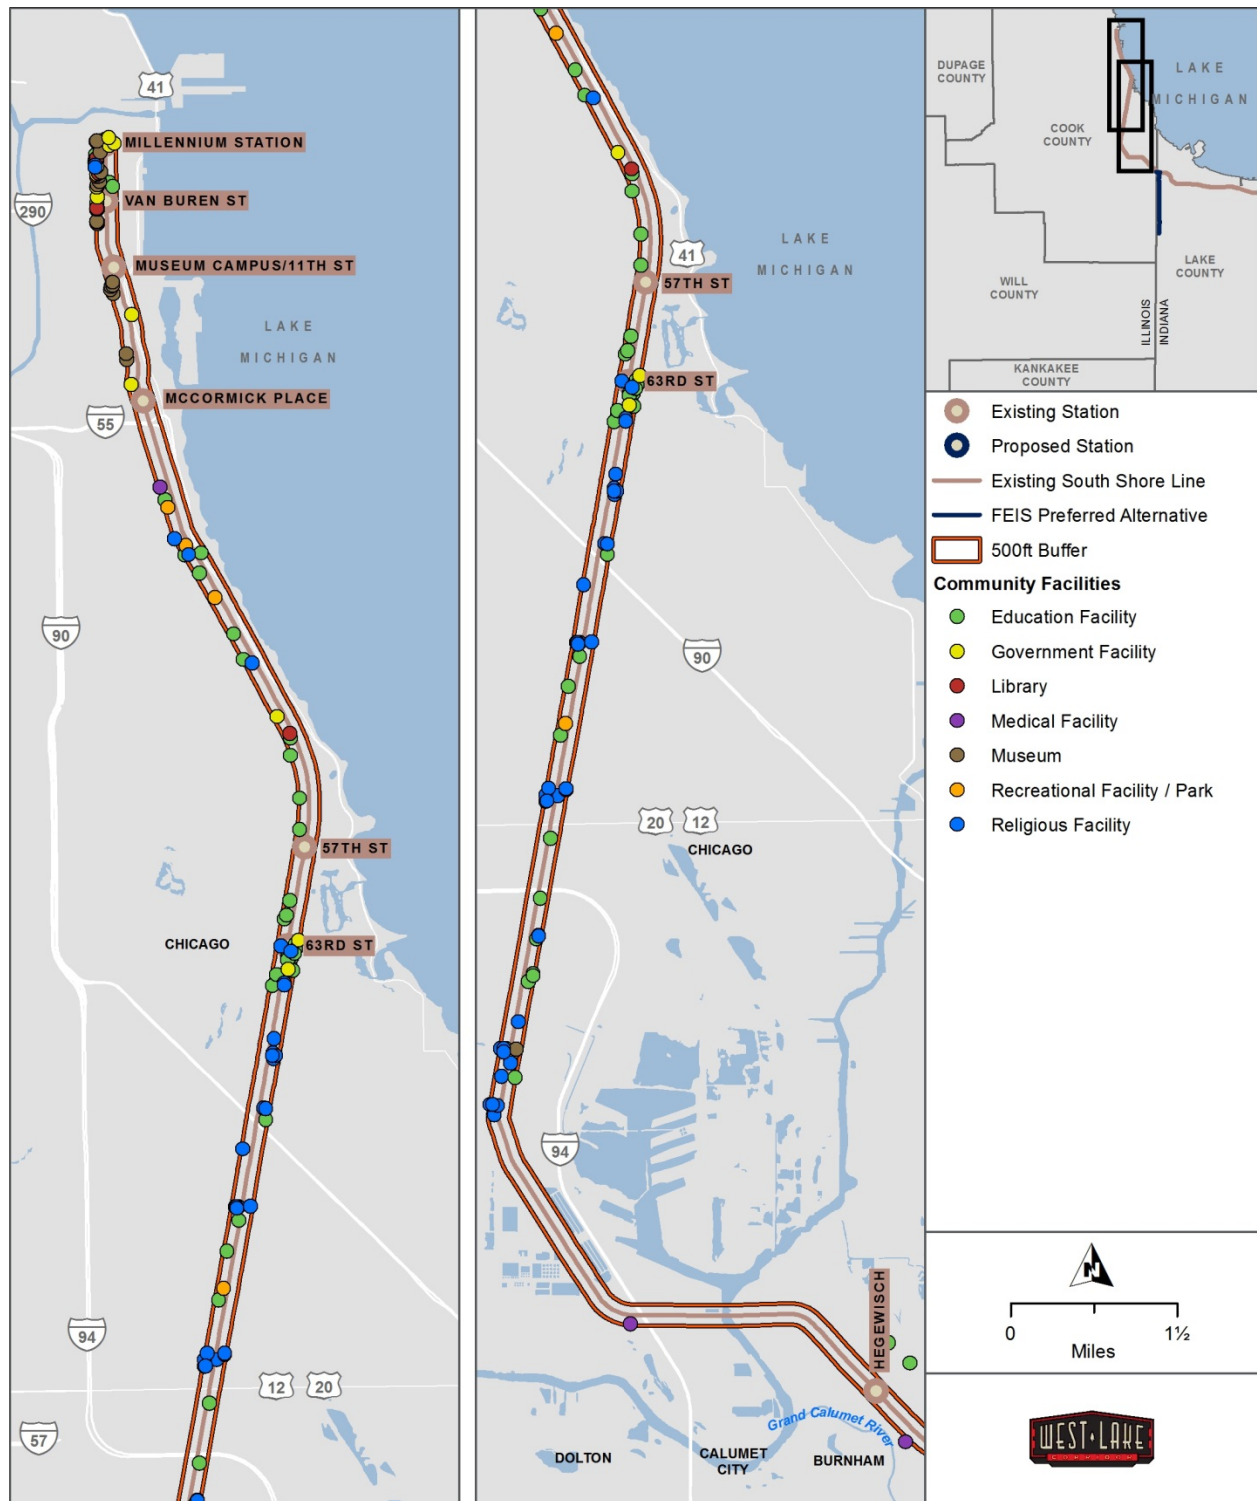 41
MILLENNIUM STATION
290
VAN BUREN ST
MUSEUM CAMPUS/11TH ST
LAKE
MICHIGAN
MCCORMICK PLACE
55
90
57TH ST
CHICAGO
63RD ST
94
12 20
57
41
LAKE
MICHIGAN
57TH ST
63RD ST
90
20 12
CHICAGO
94
HEGEWISCH
Grand Calumet River
DOLTON
CALUMET
CITY
BURNHAM
DUPAGE
COUNTY
LAKE
MICHIGAN
COOK
COUNTY
WILL
COUNTY
LAKE
COUNTY
ILLINOIS
INDIANA
KANKAKEE
COUNTY
Existing Station
Proposed Station
Existing South Shore Line
FEIS Preferred Alternative
500ft Buffer
Community Facilities
Education Facility
Government Facility
Library
Medical Facility
Museum
Recreational Facility / Park
Religious Facility
N
0 1½
Miles
WEST LAKE